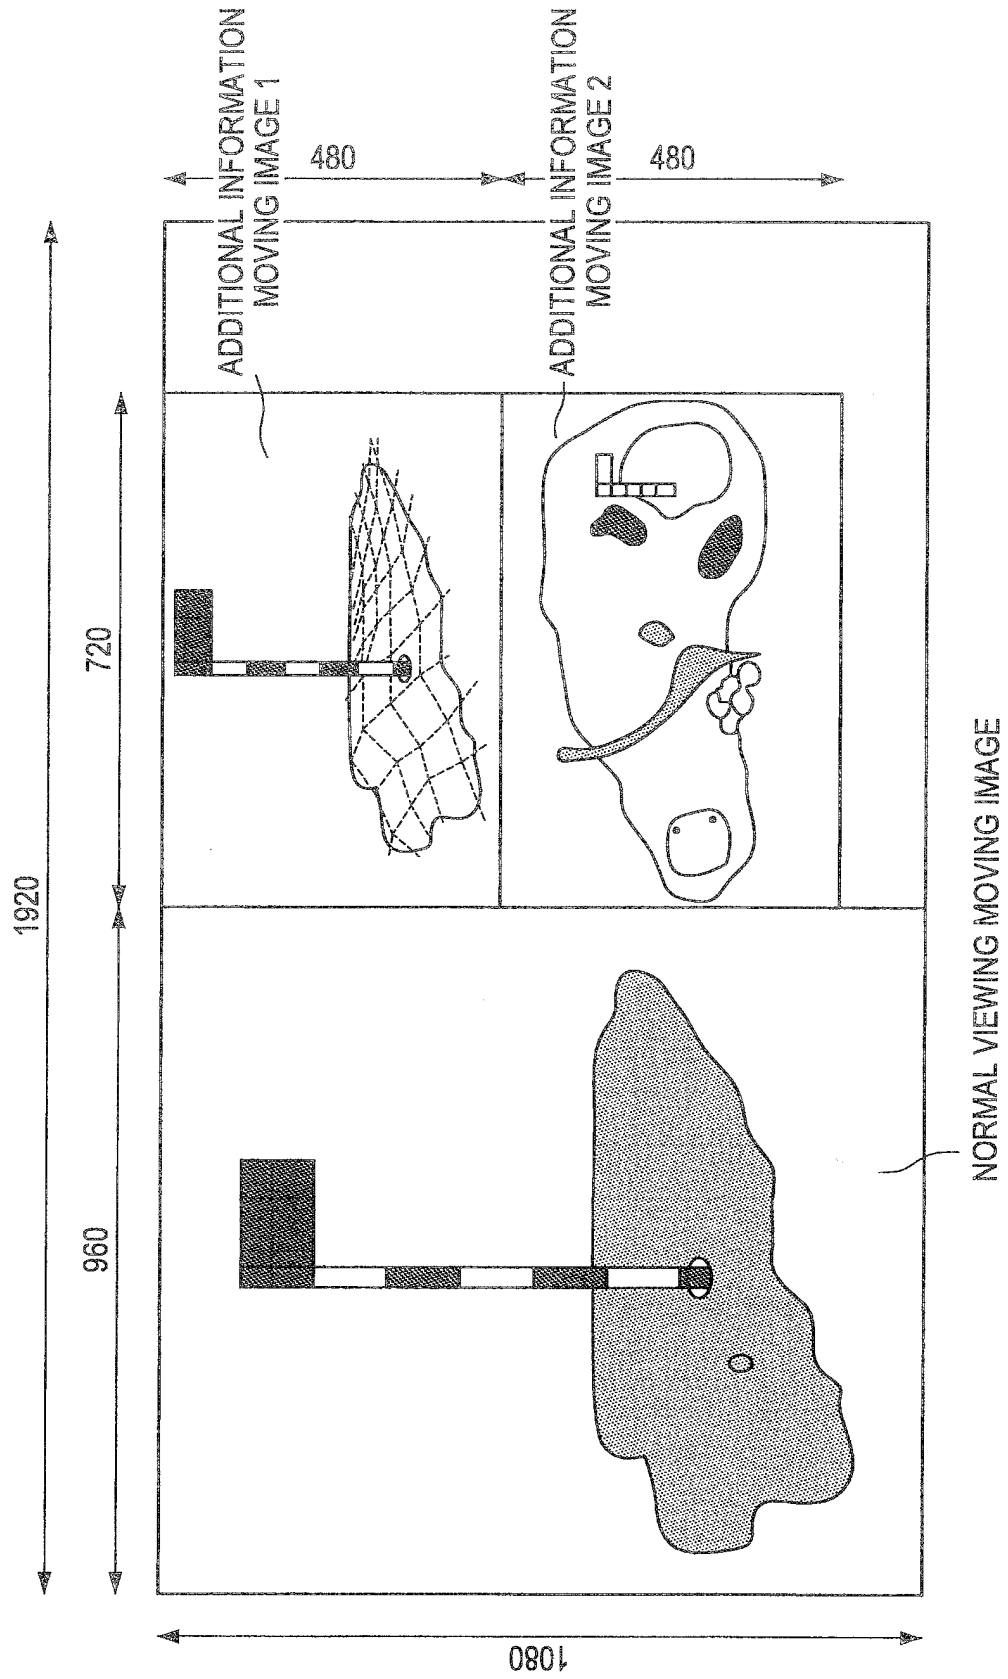 1920
960
720
1080
480
480
ADDITIONAL INFORMATION
MOVING IMAGE 1
ADDITIONAL INFORMATION
MOVING IMAGE 2
NORMAL VIEWING MOVING IMAGE